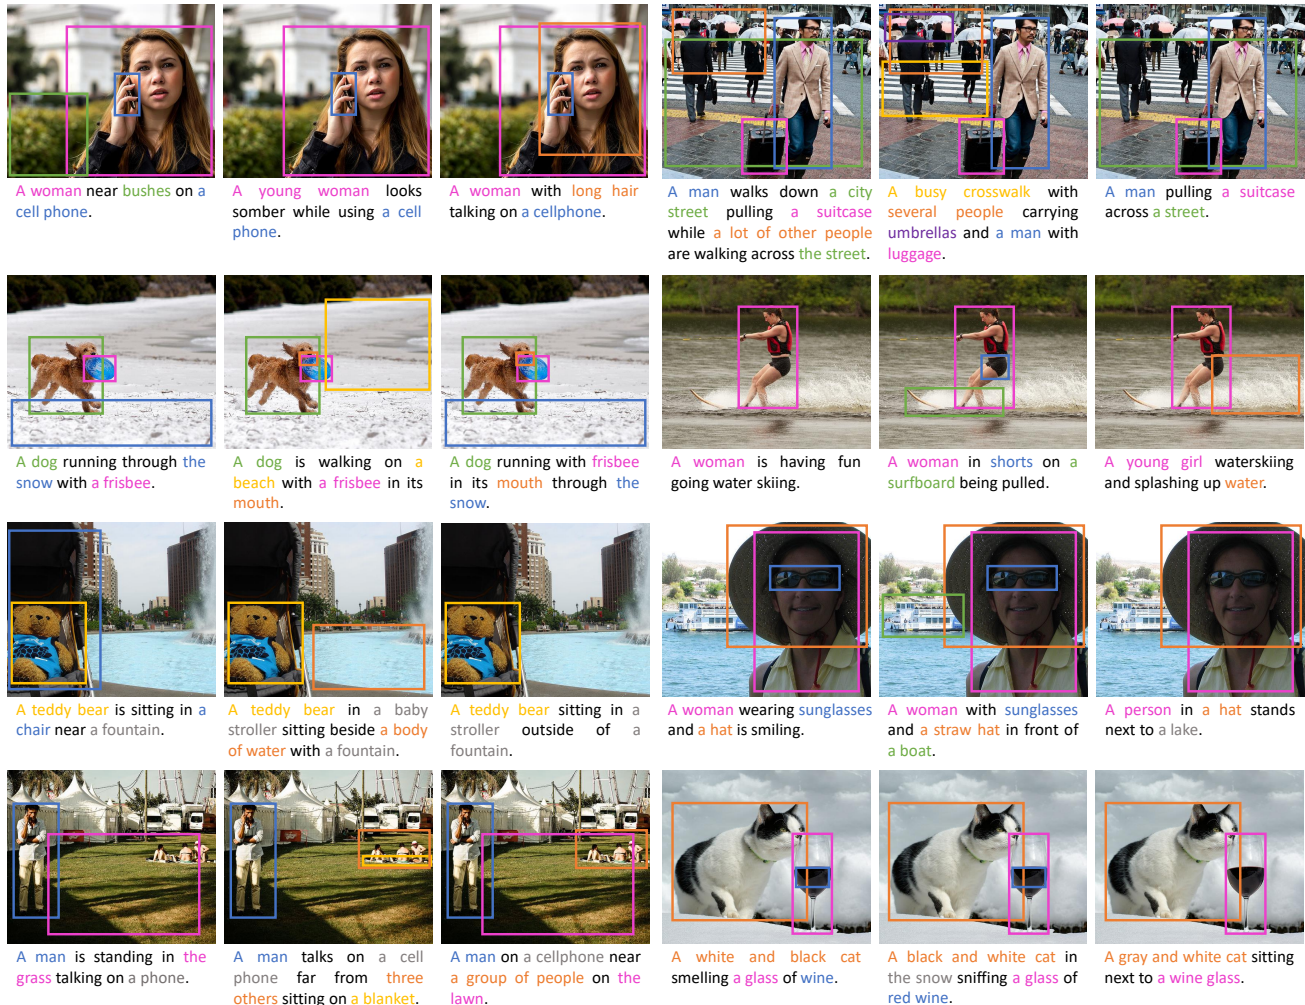 A woman near bushes on a
cell phone.
A young woman looks
somber while using a cell
phone.
A woman with long hair
talking on a cellphone.
A man walks down a city
street pulling a suitcase
while a lot of other people
are walking across the street.
A busy crosswalk with
several people carrying
umbrellas and a man with
luggage.
A man pulling a suitcase
across a street.
A dog running through the
snow with a frisbee.
A dog is walking on a
beach with a frisbee in its
mouth.
A dog running with frisbee
in its mouth through the
snow.
A woman is having fun
going water skiing.
A woman in shorts on a
surfboard being pulled.
A young girl waterskiing
and splashing up water.
A teddy bear is sitting in a
chair near a fountain.
A teddy bear in a baby
stroller sitting beside a body
of water with a fountain.
A teddy bear sitting in a
stroller outside of a
fountain.
A woman wearing sunglasses
and a hat is smiling.
A woman with sunglasses
and a straw hat in front of
a boat.
A person in a hat stands
next to a lake.
A man is standing in the
grass talking on a phone.
A man talks on a cell
phone far from three
others sitting on a blanket.
A man on a cellphone near
a group of people on the
lawn.
A white and black cat
smelling a glass of wine.
A black and white cat in
the snow sniffing a glass of
red wine.
A gray and white cat sitting
next to a wine glass.